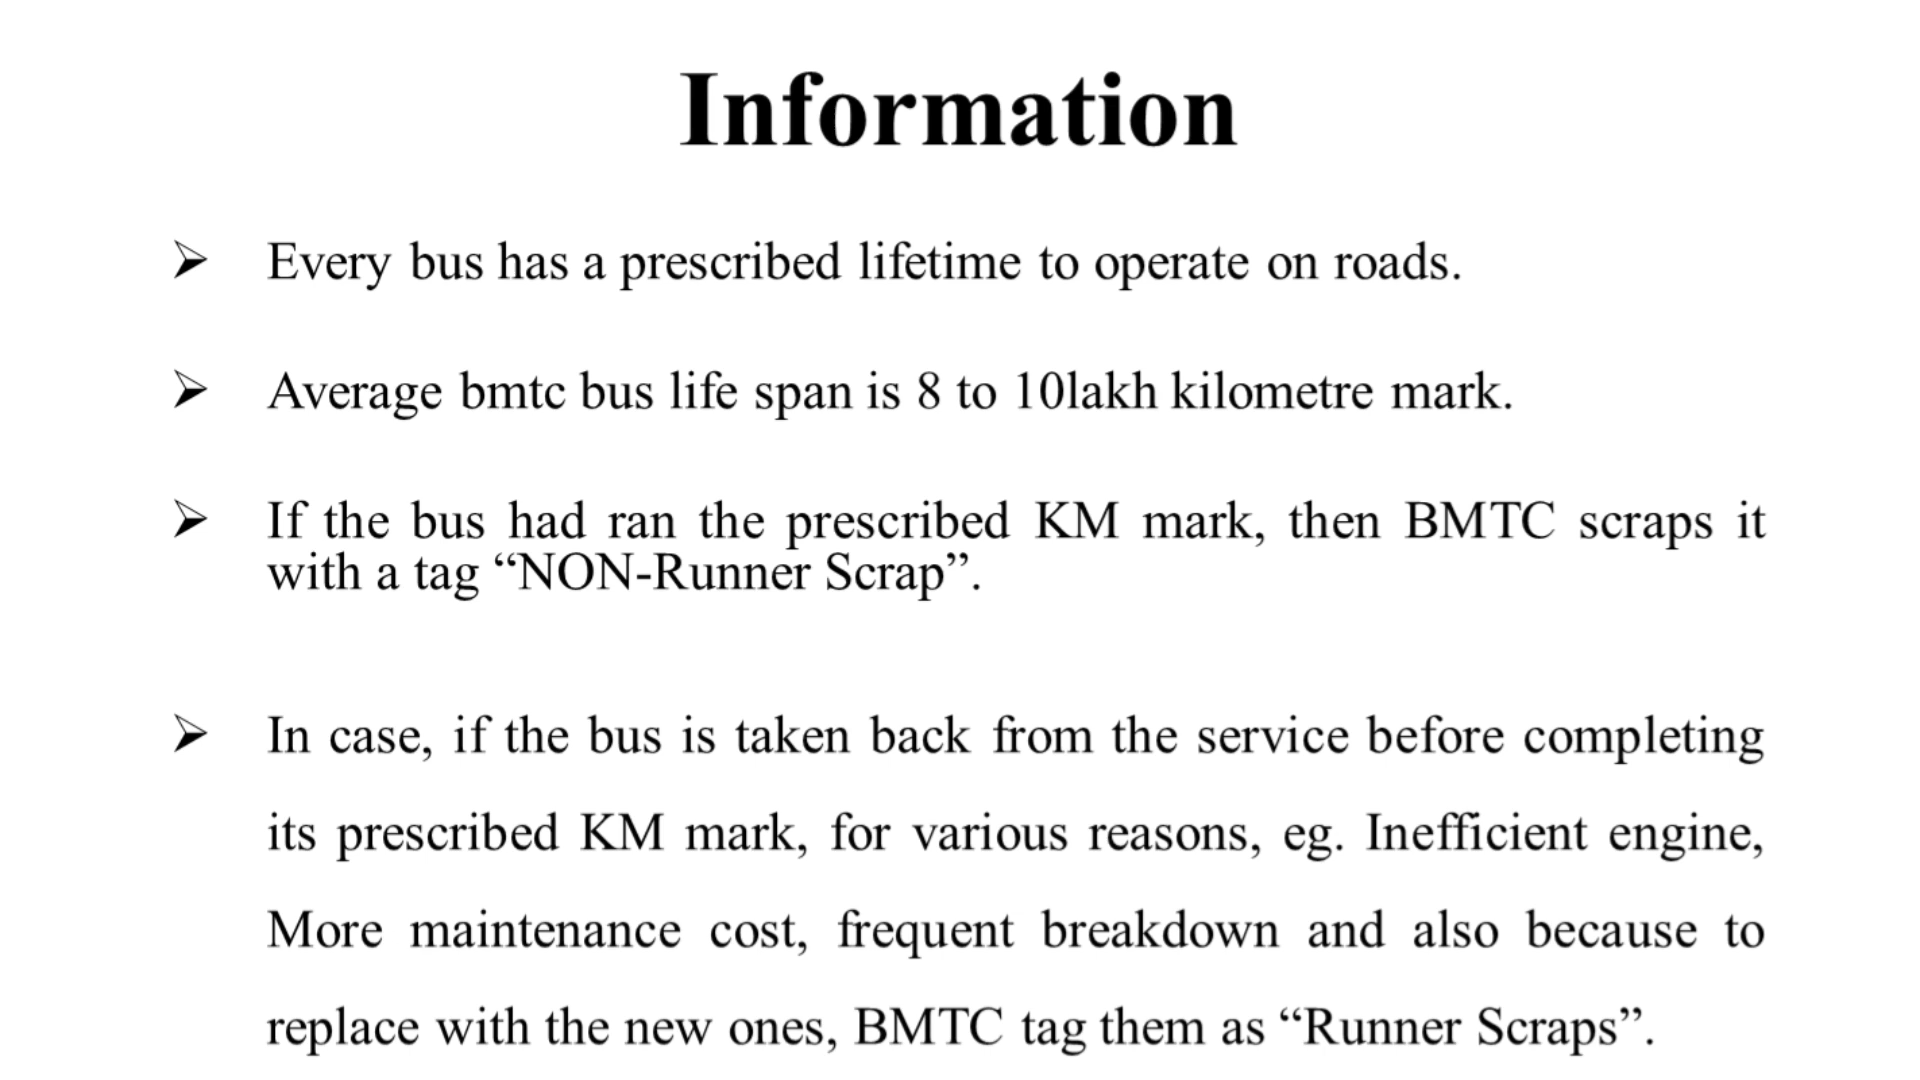 Information
➢ Every bus has a prescribed lifetime to operate on roads.
➢ Average bmtc bus life span is 8 to 10lakh kilometre mark.
➢ If the bus had ran the prescribed KM mark, then BMTC scraps it
with a tag “NON-Runner Scrap”.
➢ In case, if the bus is taken back from the service before completing
its prescribed KM mark, for various reasons, eg. Inefficient engine,
More maintenance cost, frequent breakdown and also because to
replace with the new ones, BMTC tag them as “Runner Scraps”.